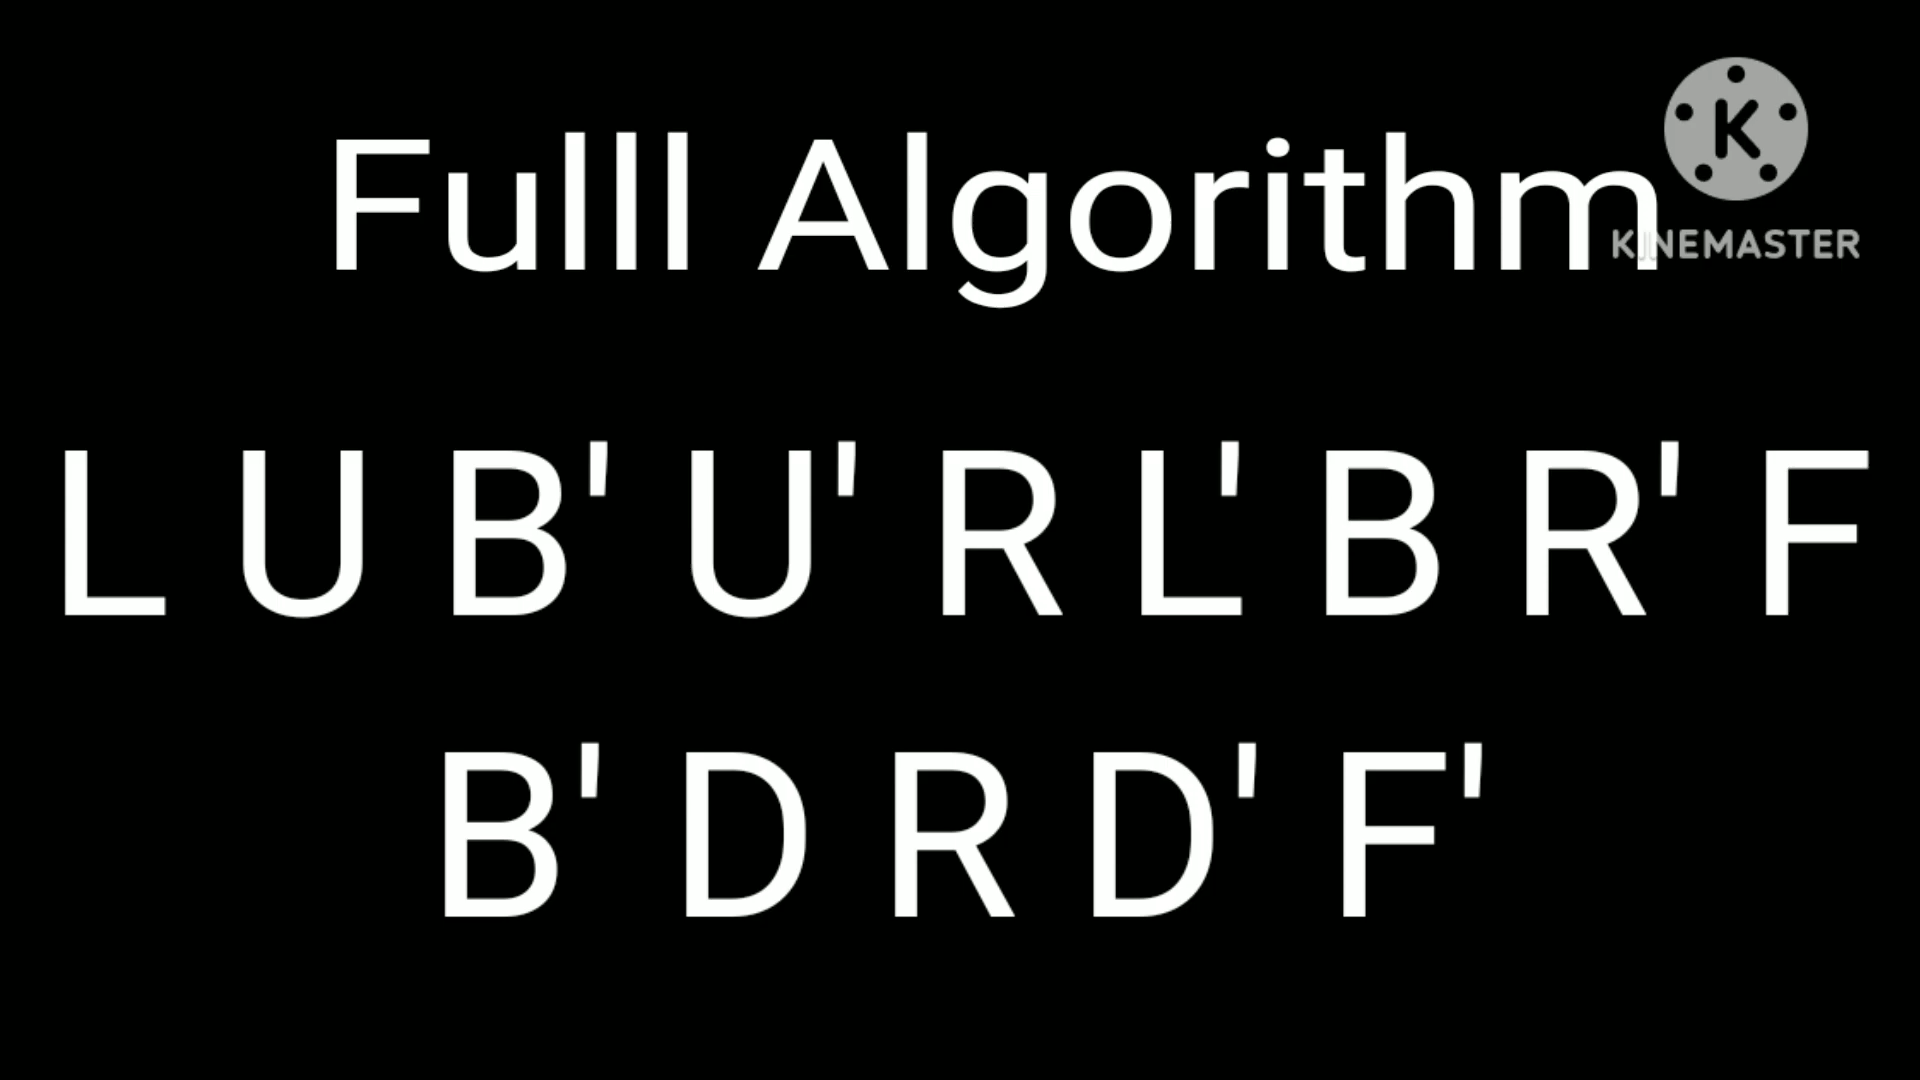 Fulll Algorithm
K
KINEMASTER
L U B' U' R L' B R' F
B' D R D' F'